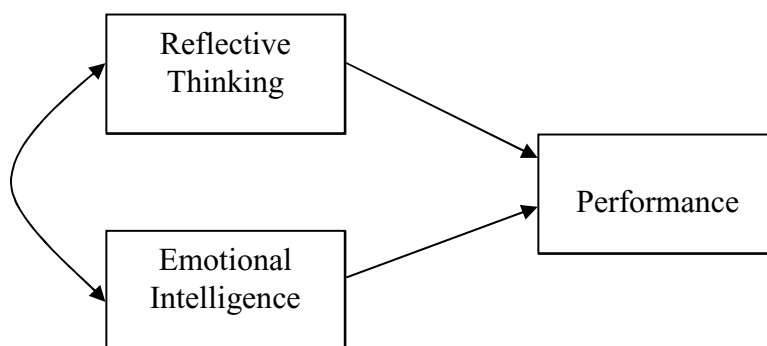 Reflective
Thinking
Performance
Emotional
Intelligence